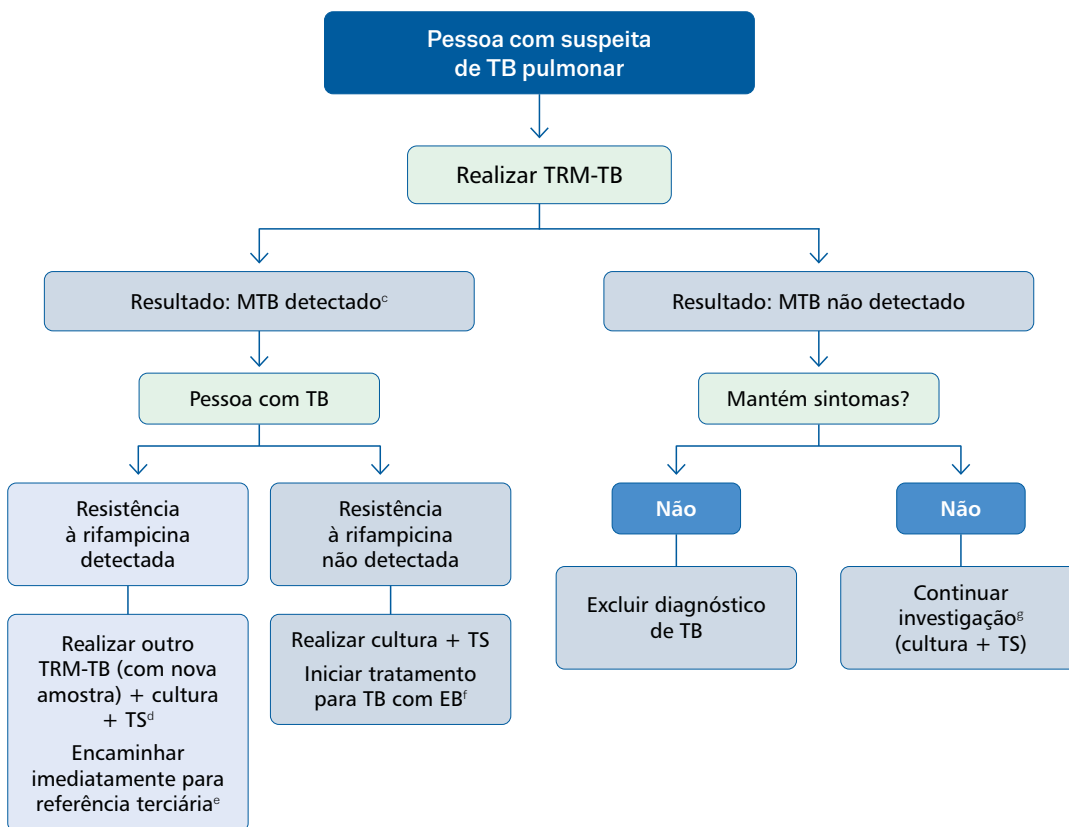 Pessoa com suspeita
de TB pulmonar
Realizar TRM-TB
Resultado: MTB detectadoᶜ
Resultado: MTB não detectado
Pessoa com TB
Mantém sintomas?
Resistência
à rifampicina
detectada
Resistência
à rifampicina
não detectada
Não
Não
Realizar outro
TRM-TB (com nova
amostra) + cultura
+ TSᵈ
Encaminhar
imediatamente para
referência terciáriaᵉ
Realizar cultura + TS
Iniciar tratamento
para TB com EBᶠ
Excluir diagnóstico
de TB
Continuar
investigaçãoᵍ
(cultura + TS)